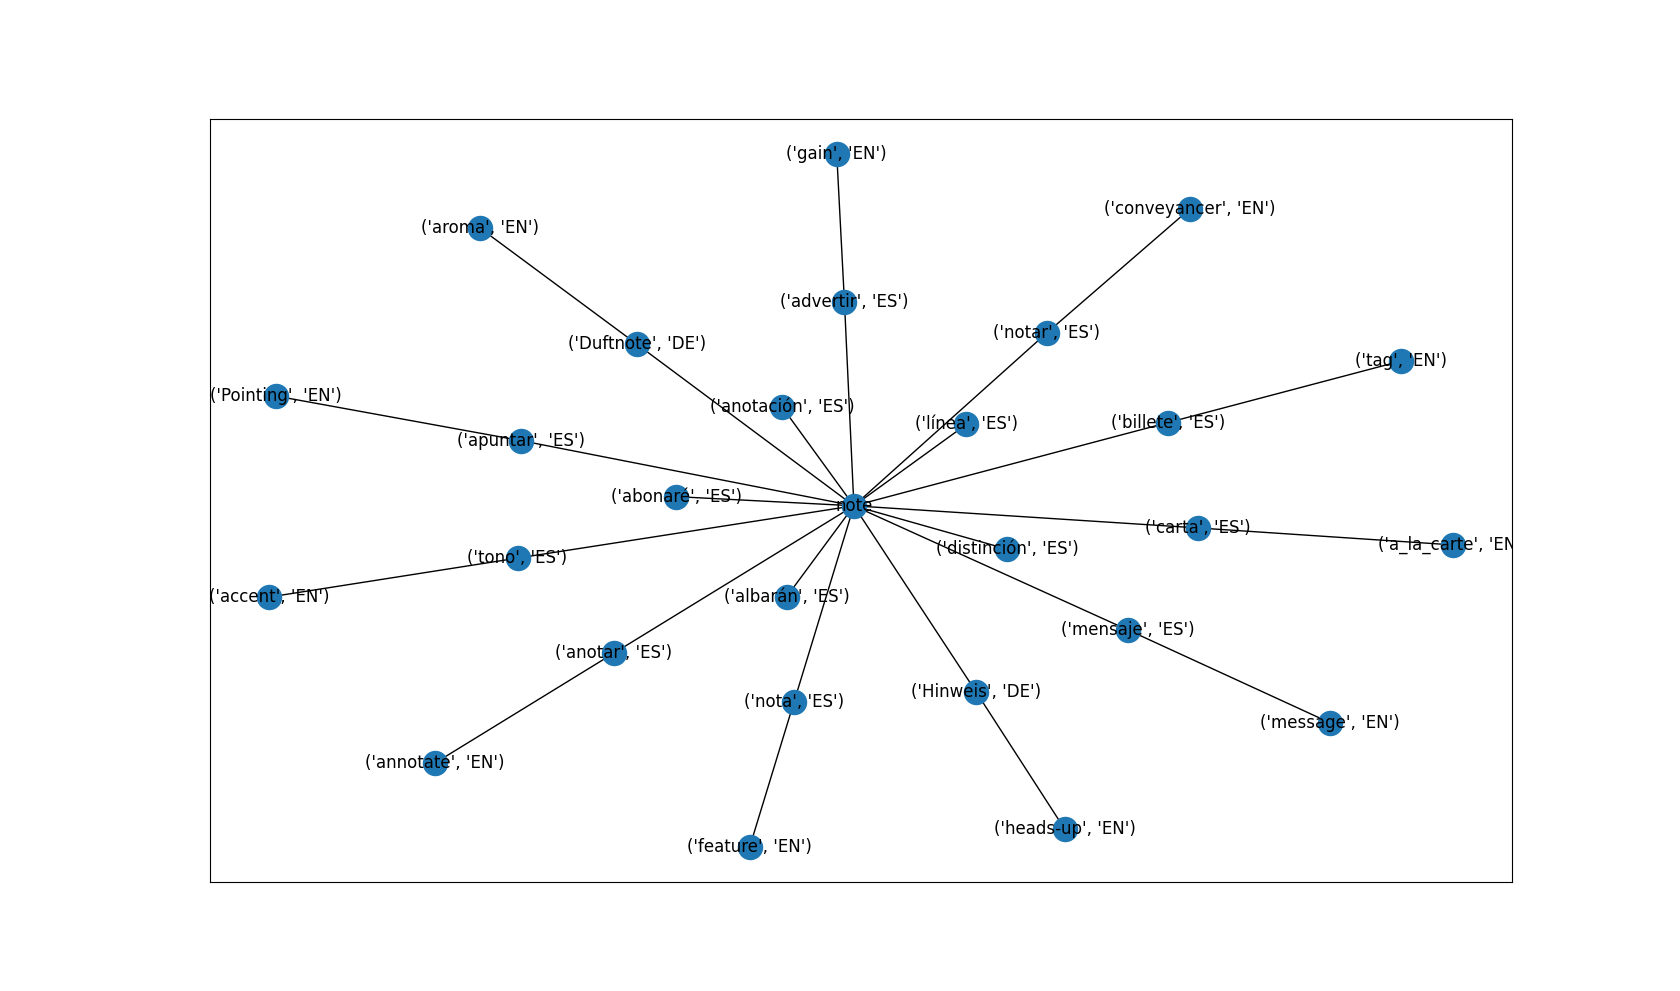 ('gain', 'EN')
('conveyancer', 'EN')
('aroma', 'EN')
('advertir', 'ES')
('notar', 'ES')
('Duftnote', 'DE')
('tag', 'EN')
('Pointing', 'EN')
('anotación', 'ES')
('línea', 'ES')
('billete', 'ES')
('apuntar', 'ES')
('abonaré', 'ES')
note
('carta', 'ES')
('a_la_carte', 'EN
('distinción', 'ES')
('tono', 'ES')
('accent', 'EN')
('albarán', 'ES')
('mensaje', 'ES')
('anotar', 'ES')
('Hinweis', 'DE')
('nota', 'ES')
('message', 'EN')
('annotate', 'EN')
('heads-up', 'EN')
('feature', 'EN')